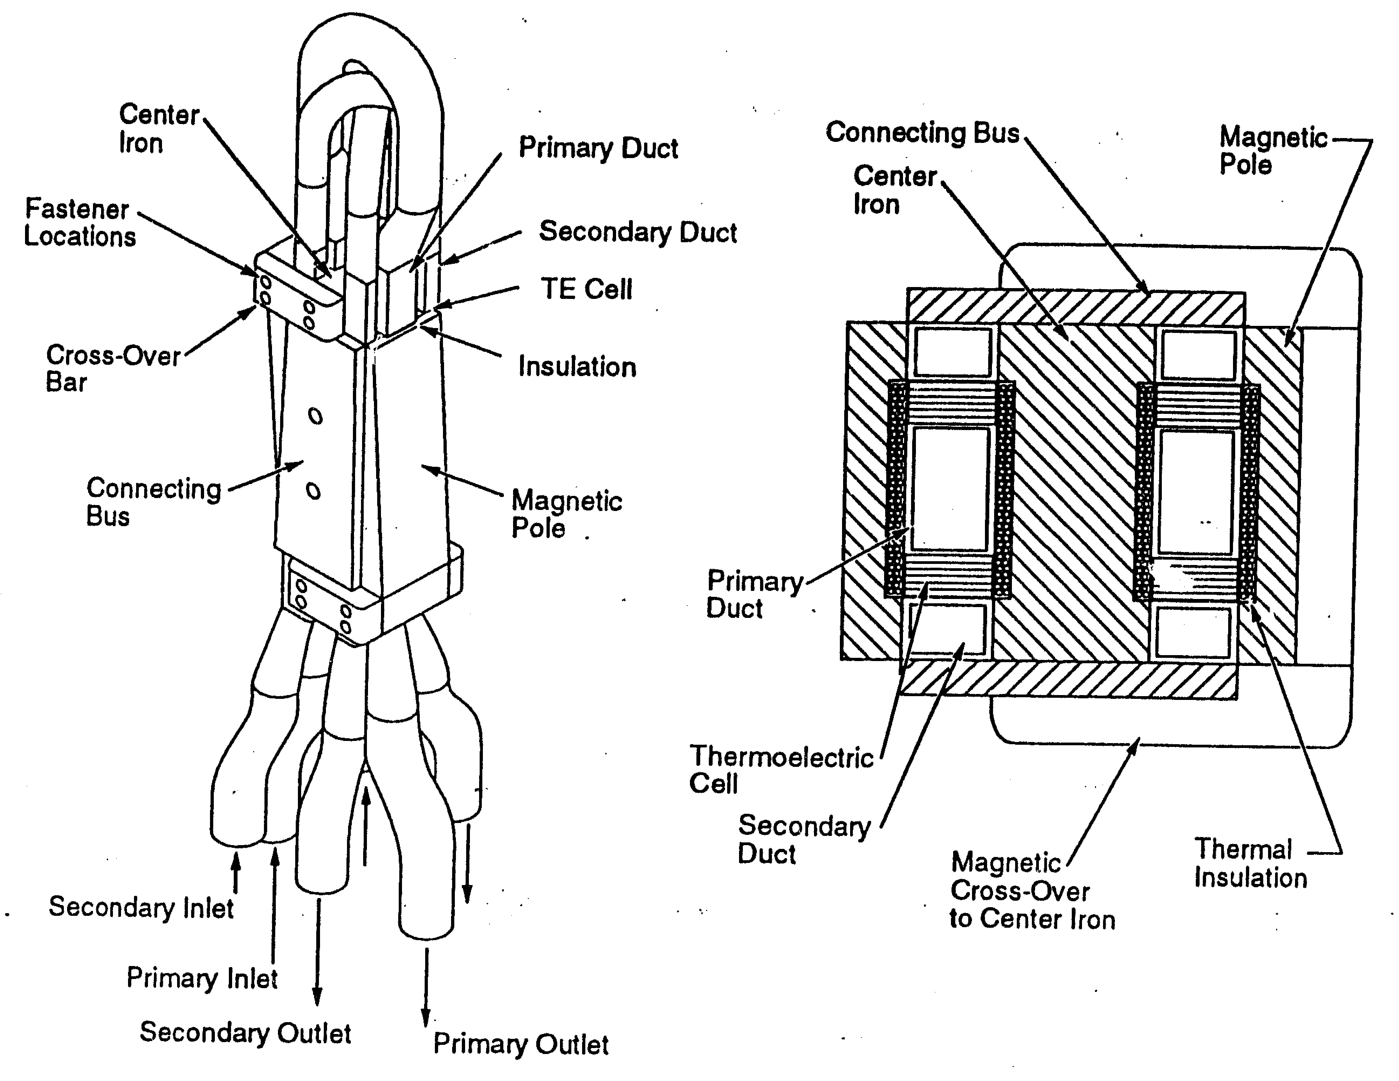 Center
Iron
Primary Duct
Fastener
Locations
Secondary Duct
TE Cell
Cross-Over
Bar
Insulation
Connecting
Bus
Magnetic
Pole
Secondary Inlet
Primary Inlet
Secondary Outlet
Primary Outlet
Connecting Bus
Magnetic
Pole
Center
Iron
Primary
Duct
Thermoelectric
Cell
Secondary
Duct
Magnetic
Cross-Over
to Center Iron
Thermal
Insulation